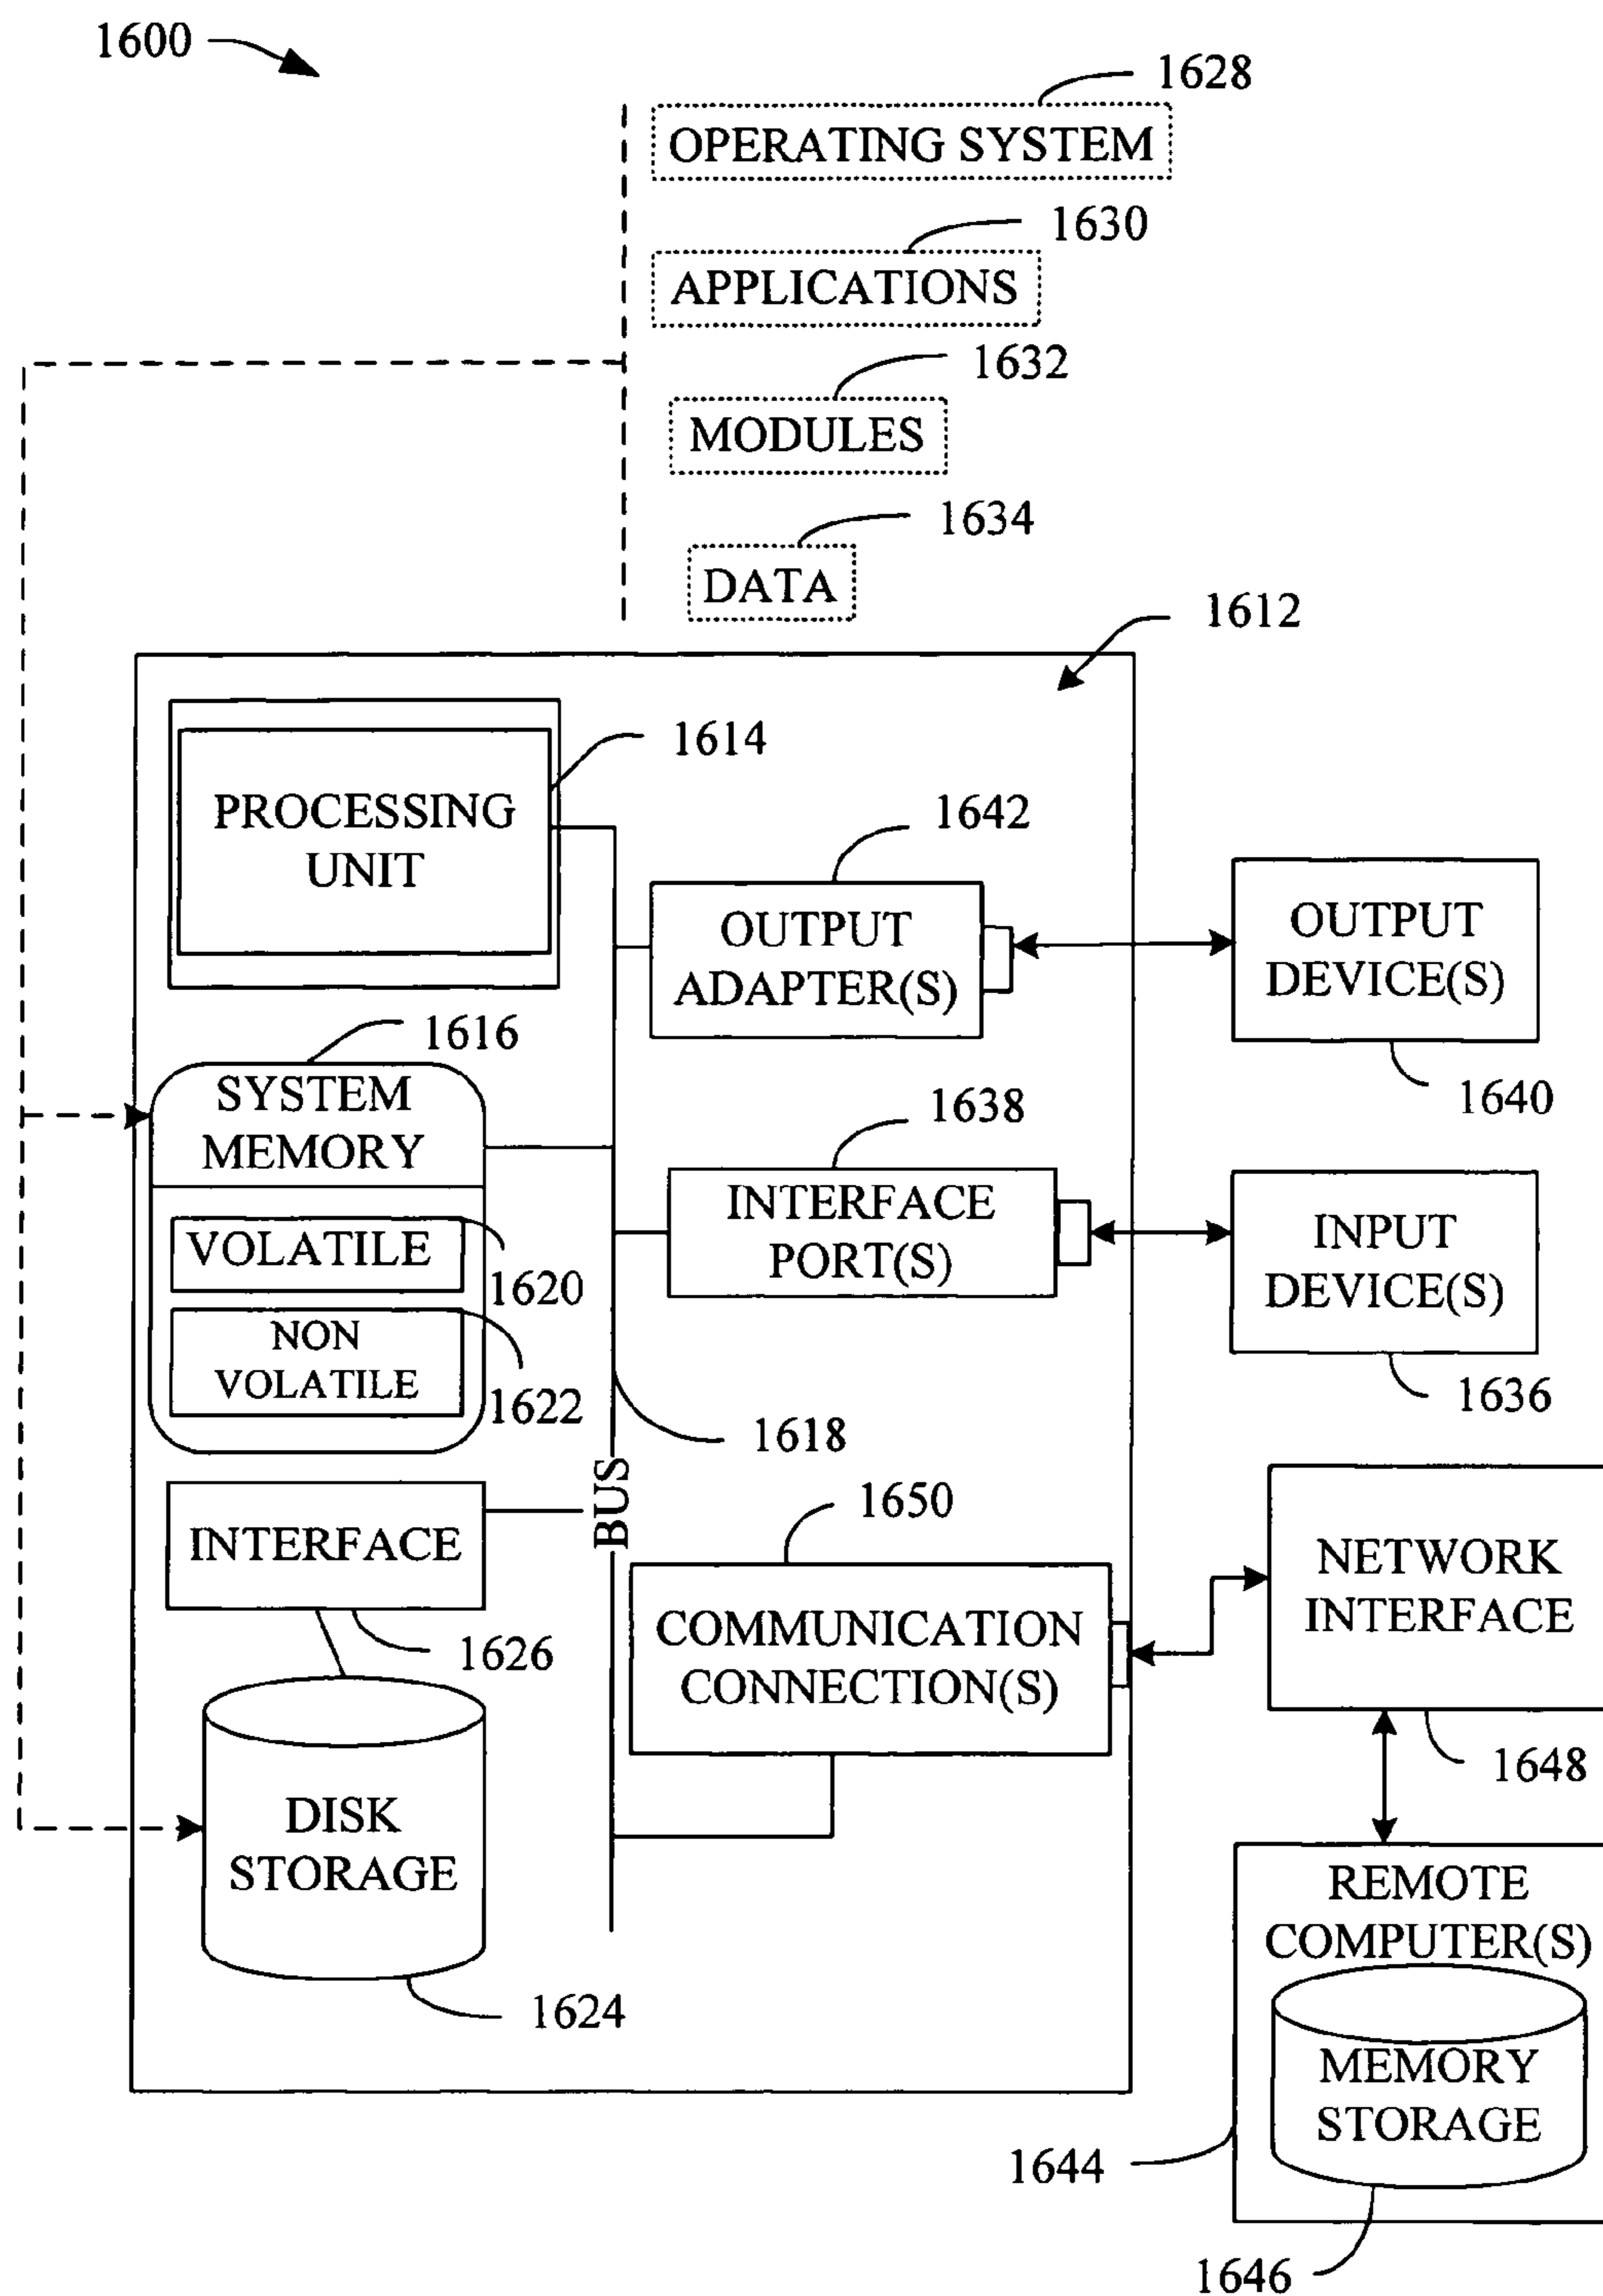 1600
1628
OPERATING SYSTEM
1630
APPLICATIONS
1632
MODULES
1634
DATA
1612
1614
PROCESSING
UNIT
1642
OUTPUT
ADAPTER(S)
OUTPUT
DEVICE(S)
1640
1616
SYSTEM
MEMORY
1638
INTERFACE
PORT(S)
INPUT
DEVICE(S)
1636
VOLATILE
1620
NON
VOLATILE
1622
1618
BUS
INTERFACE
1626
1650
COMMUNICATION
CONNECTION(S)
NETWORK
INTERFACE
1648
DISK
STORAGE
1624
REMOTE
COMPUTER(S)
MEMORY
STORAGE
1644
1646